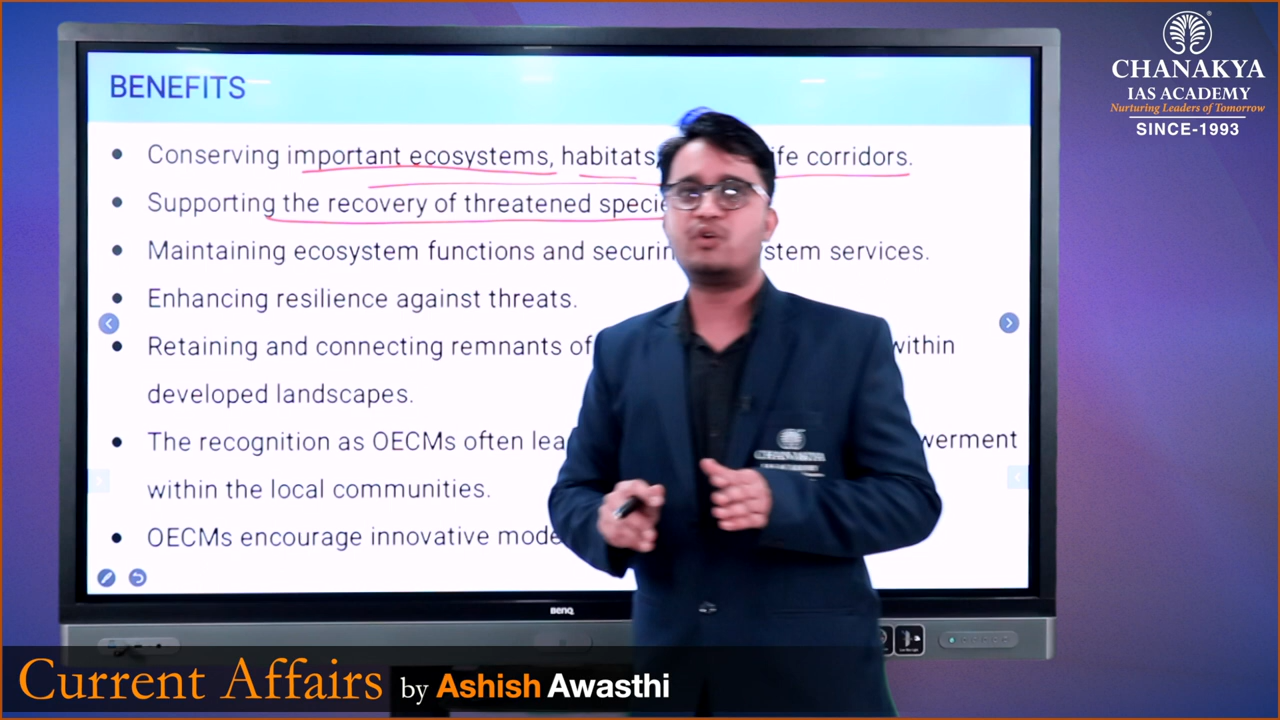 CHANAKYA
IAS ACADEMY
Nurturing Leaders of Tomorrow
SINCE-1993
BENEFITS
• Conserving important ecosystems, habitats, ife corridors.
• Supporting the recovery of threatened specie
• Maintaining ecosystem functions and securin stem services.
• Enhancing resilience against threats.
• Retaining and connecting remnants of within
developed landscapes.
• The recognition as OECMs often lea werment
within the local communities.
• OECMs encourage innovative mode
CHANAKYA
BenQ
Current Affairs by Ashish Awasthi